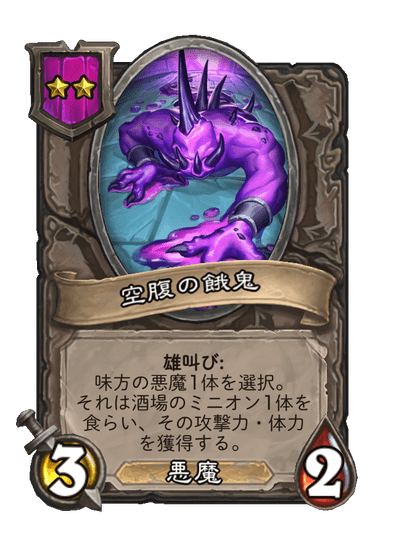 空腹の餓鬼
雄叫び:
味方の悪魔1体を選択。
それは酒場のミニオン1体を
食らい、その攻撃力・体力
を獲得する。
3
悪魔
2